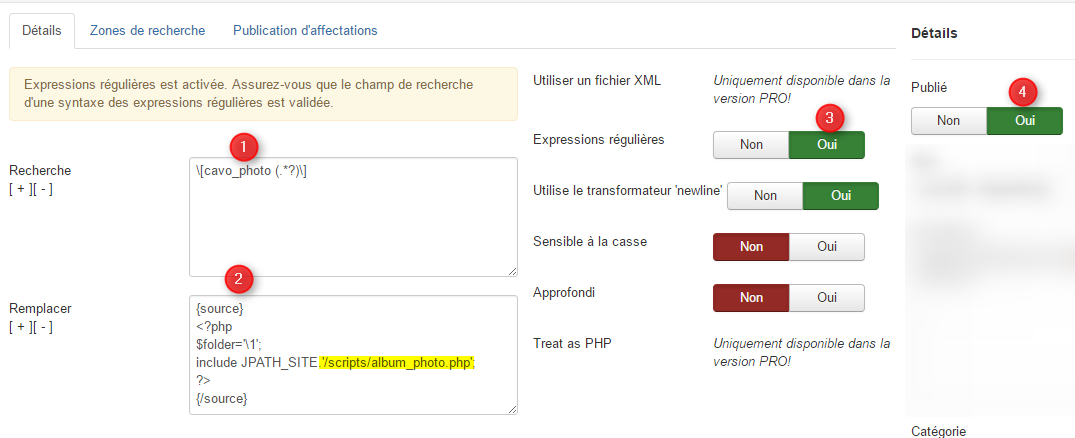 Détails
Zones de recherche
Publication d'affectations
Expressions régulières est activée. Assurez-vous que le champ de recherche
d'une syntaxe des expressions régulières est validée.
1
Recherche
[ + ][ - ]
\[cavo_photo (.*?)\]
2
Remplacer
[ + ][ - ]
{source}
<?php
$folder='\1';
include JPATH_SITE.'/scripts/album_photo.php';
?>
{/source}
Utiliser un fichier XML
Uniquement disponible dans la
version PRO!
3
Expressions régulières
Non
Oui
Utilise le transformateur 'newline'
Non
Oui
Sensible à la casse
Non
Oui
Approfondi
Non
Oui
Treat as PHP
Uniquement disponible dans la
version PRO!
Détails
Publié
4
Non
Oui
Catégorie